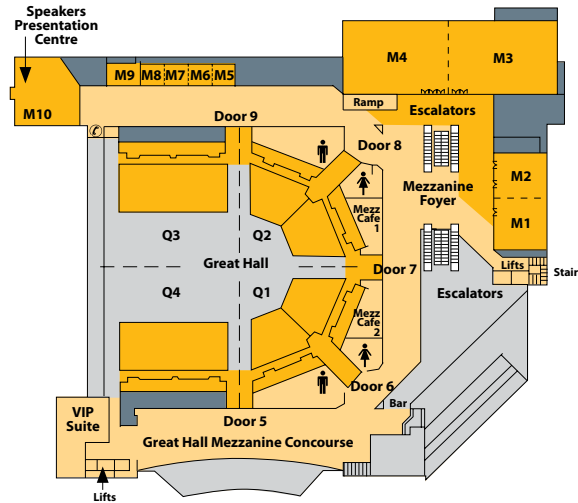 Speakers
Presentation
Centre
M10
M9
M8
M7
M6
M5
M4
M3
Ramp
Escalators
Door 9
Door 8
M2
M1
Mezzanine
Foyer
Mezz
Cafe
1
Q3
Q2
Great Hall
Door 7
Lifts
Stair
Q4
Q1
Escalators
Mezz
Cafe
2
Door 6
Bar
VIP
Suite
Door 5
Great Hall Mezzanine Concourse
Lifts